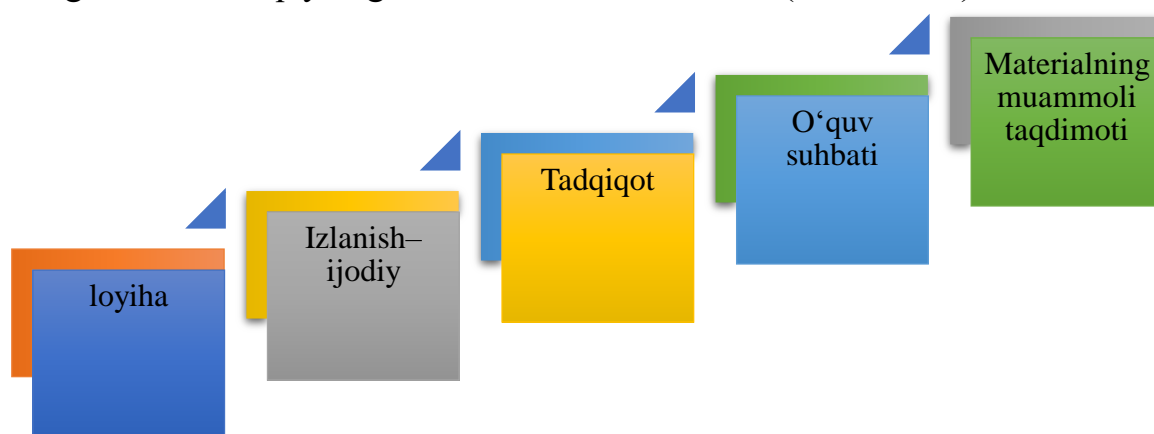 loyiha
Izlanish–
ijodiy
Tadqiqot
O‘quv
suhbati
Materialning
muammoli
taqdimoti